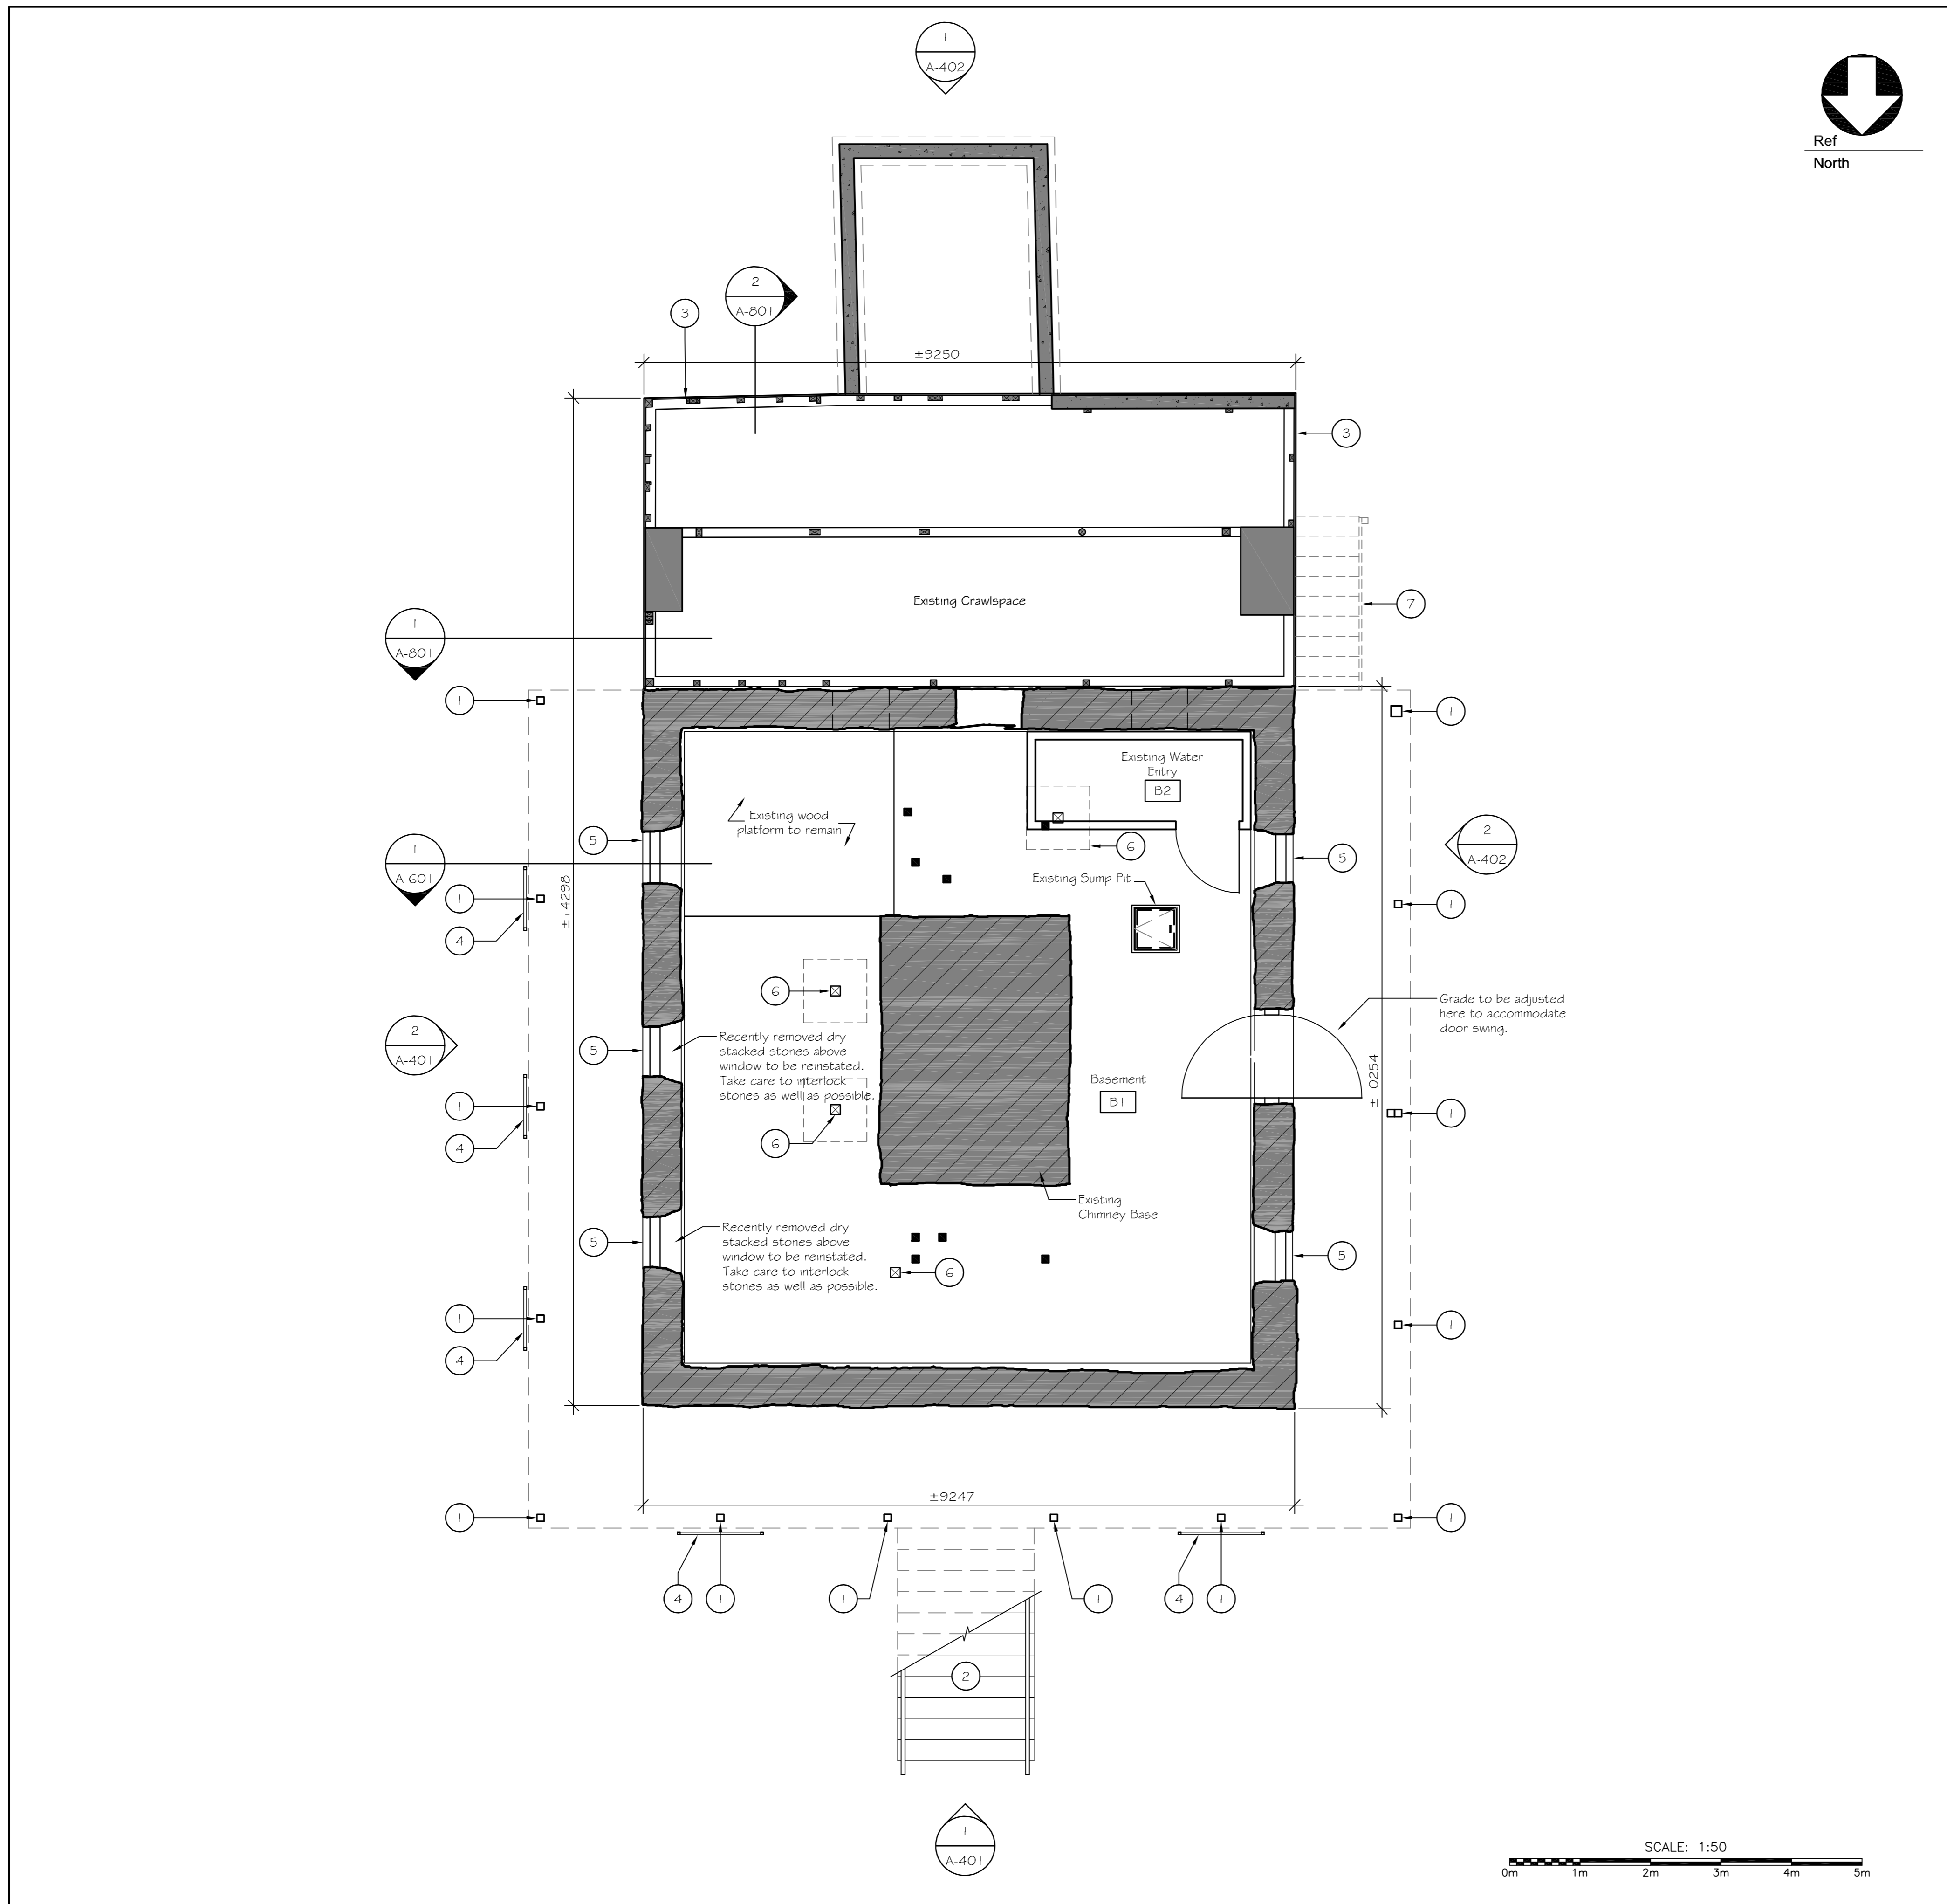 1
A-402
Ref
North
2
A-801
3
±9250
3
Existing Crawlspace
7
1
A-801
1
1
Existing Water
Entry
B2
Existing wood
platform to remain
5
6
5
2
A-402
1
A-601
Existing Sump Pit
±14298
1
1
4
6
Grade to be adjusted
here to accommodate
door swing.
2
A-401
5
Recently removed dry
stacked stones above
window to be reinstated.
Take care to interlock
stones as well as possible.
±10254
Basement
B1
1
1
4
6
Existing
Chimney Base
5
Recently removed dry
stacked stones above
window to be reinstated.
Take care to interlock
stones as well as possible.
5
6
1
1
4
±9247
1
1
4
1
1
1
4
1
2
1
A-401
SCALE: 1:50
0m 1m 2m 3m 4m 5m